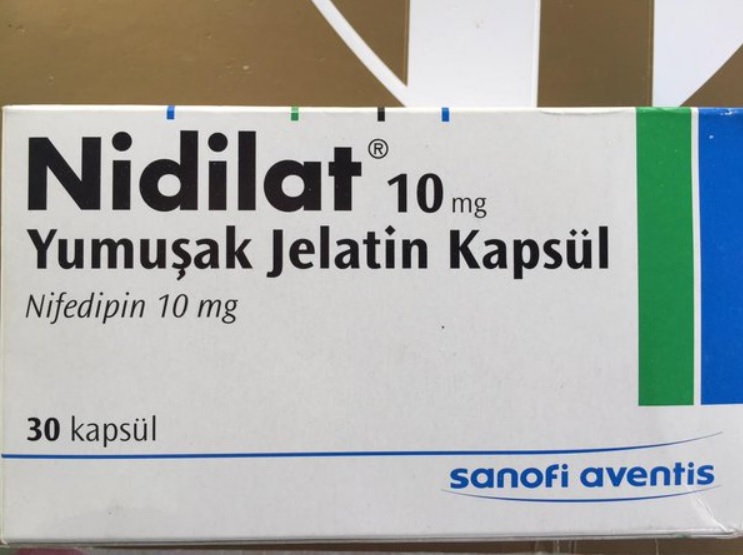 Nidilat® 10 mg
Yumuşak Jelatin Kapsül
Nifedipin 10 mg
30 kapsül
sanofi aventis